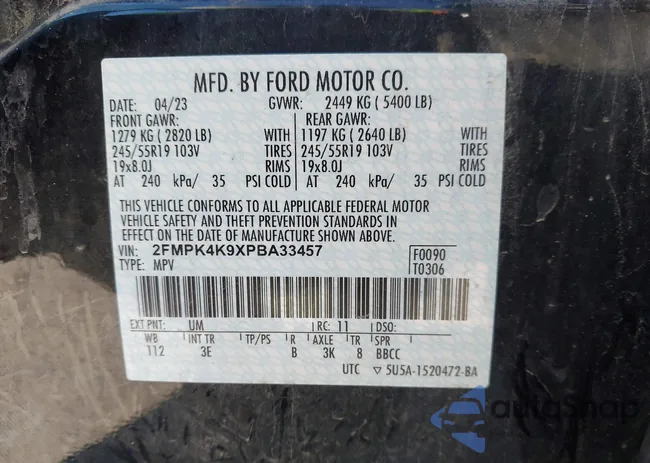 MFD. BY FORD MOTOR CO.
DATE: 04/23 GVWR: 2449 KG ( 5400 LB)
FRONT GAWR: REAR GAWR:
1279 KG ( 2820 LB) WITH 1197 KG ( 2640 LB) WITH
245/55R19 103V TIRES 245/55R19 103V TIRES
19x8.0J RIMS 19x8.0J RIMS
AT 240 kPa/ 35 PSI COLD AT 240 kPa/ 35 PSI COLD
THIS VEHICLE CONFORMS TO ALL APPLICABLE FEDERAL MOTOR
VEHICLE SAFETY AND THEFT PREVENTION STANDARDS IN
EFFECT ON THE DATE OF MANUFACTURE SHOWN ABOVE.
VIN: 2FMPK4K9XPBA33457 F0090
TYPE: MPV T0306
EXT PNT: UM RC: 11 DSO:
WB INT TR TP/PS R AXLE TR SPR
112 3E B 3K 8 BBCC
UTC ▽ 5U5A-1520472-BA
autoSnap